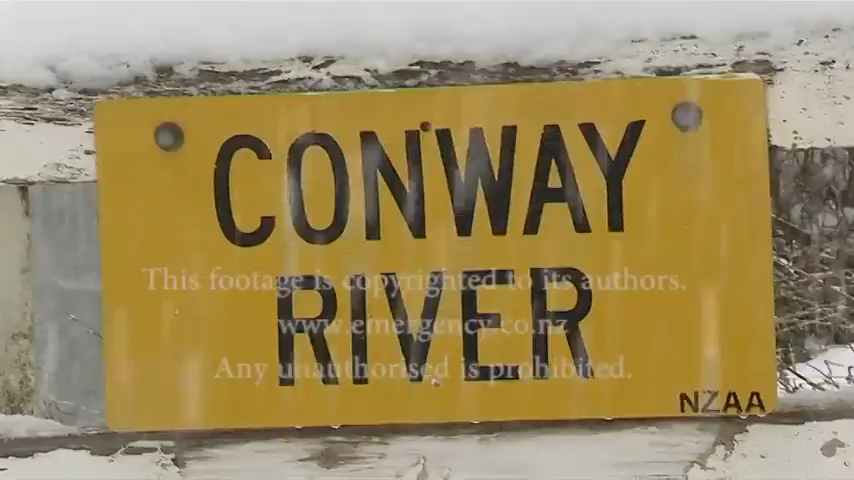 CONWAY
This footage is copyrighted to its authors.
RIVER
www.emergency.co.nz
Any unauthorised is prohibited.
NZAA